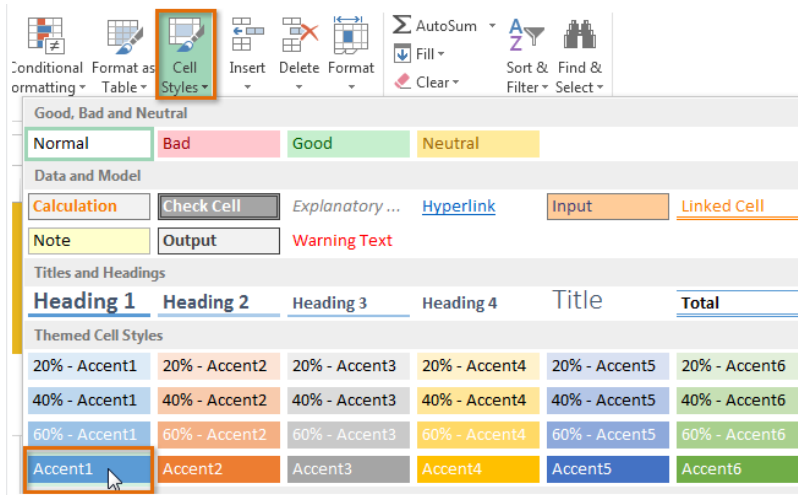 AutoSum
Fill
Clear
Conditional Format as Cell Insert Delete Format Sort & Find &
ormatting Table Styles Filter Select
Good, Bad and Neutral
Normal Bad Good Neutral
Data and Model
Calculation Check Cell Explanatory ... Hyperlink Input Linked Cell
Note Output Warning Text
Titles and Headings
Heading 1 Heading 2 Heading 3 Heading 4 Title Total
Themed Cell Styles
20% - Accent1 20% - Accent2 20% - Accent3 20% - Accent4 20% - Accent5 20% - Accent6
40% - Accent1 40% - Accent2 40% - Accent3 40% - Accent4 40% - Accent5 40% - Accent6
60% - Accent1 60% - Accent2 60% - Accent3 60% - Accent4 60% - Accent5 60% - Accent6
Accent1 Accent2 Accent3 Accent4 Accent5 Accent6